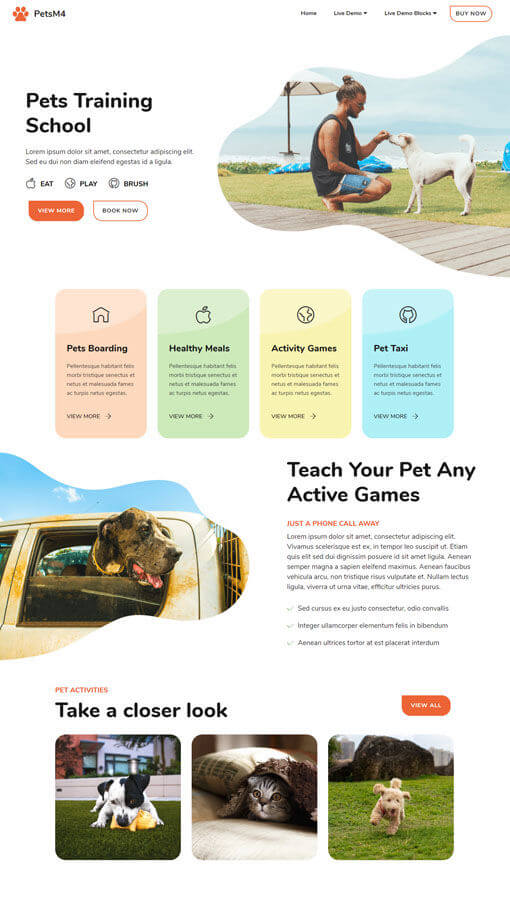 PetsM4
Home Live Demo Live Demo Blocks BUY NOW
Pets Training
School
Lorem ipsum dolor sit amet, consectetur adipiscing elit.
Sed eu dui non diam eleifend egestas id a ligula.
EAT PLAY BRUSH
VIEW MORE BOOK NOW
Pets Boarding
Pellentesque habitant felis
morbi tristique senectus et
netus et malesuada fames
ac turpis netus egestas.
VIEW MORE
Healthy Meals
Pellentesque habitant felis
morbi tristique senectus et
netus et malesuada fames
ac turpis netus egestas.
VIEW MORE
Activity Games
Pellentesque habitant felis
morbi tristique senectus et
netus et malesuada fames
ac turpis netus egestas.
VIEW MORE
Pet Taxi
Pellentesque habitant felis
morbi tristique senectus et
netus et malesuada fames
ac turpis netus egestas.
VIEW MORE
Teach Your Pet Any
Active Games
JUST A PHONE CALL AWAY
Lorem ipsum dolor sit amet, consectetur adipiscing elit.
Vivamus scelerisque est ex, in tempor leo suscipit ut. Etiam
quis elit sed dui dignissim posuere id ac mauris. Aenean
semper magna a sapien eleifend maximus. Aenean faucibus
vehicula arcu, non tristique risus vulputate et. Nullam lectus
ligula, viverra ut urna vitae, efficitur ultricies purus.
Sed cursus ex eu justo consectetur, odio convallis
Integer ullamcorper elementum felis in bibendum
Aenean ultrices tortor at est placerat interdum
PET ACTIVITIES
Take a closer look
VIEW ALL